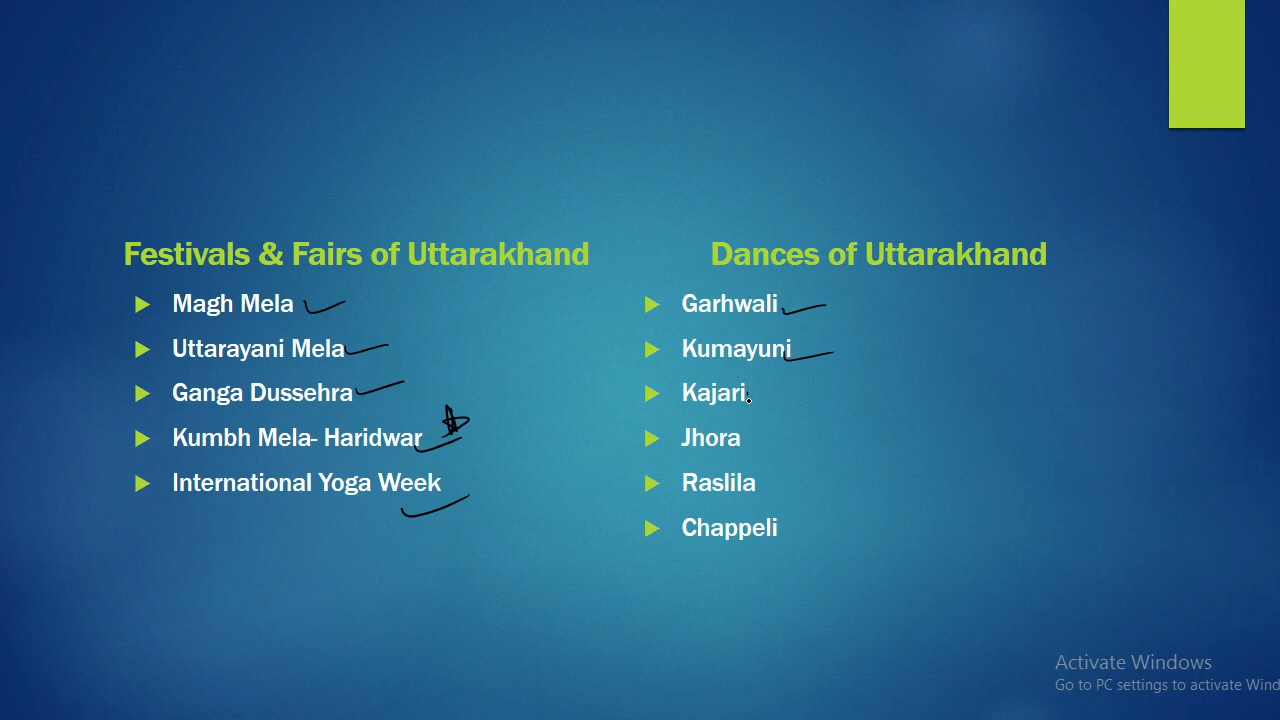 Festivals & Fairs of Uttarakhand
Magh Mela
Uttarayani Mela
Ganga Dussehra
Kumbh Mela- Haridwar
International Yoga Week
Dances of Uttarakhand
Garhwali
Kumayuni
Kajari
Jhora
Raslila
Chappeli
Activate Windows
Go to PC settings to activate Wind